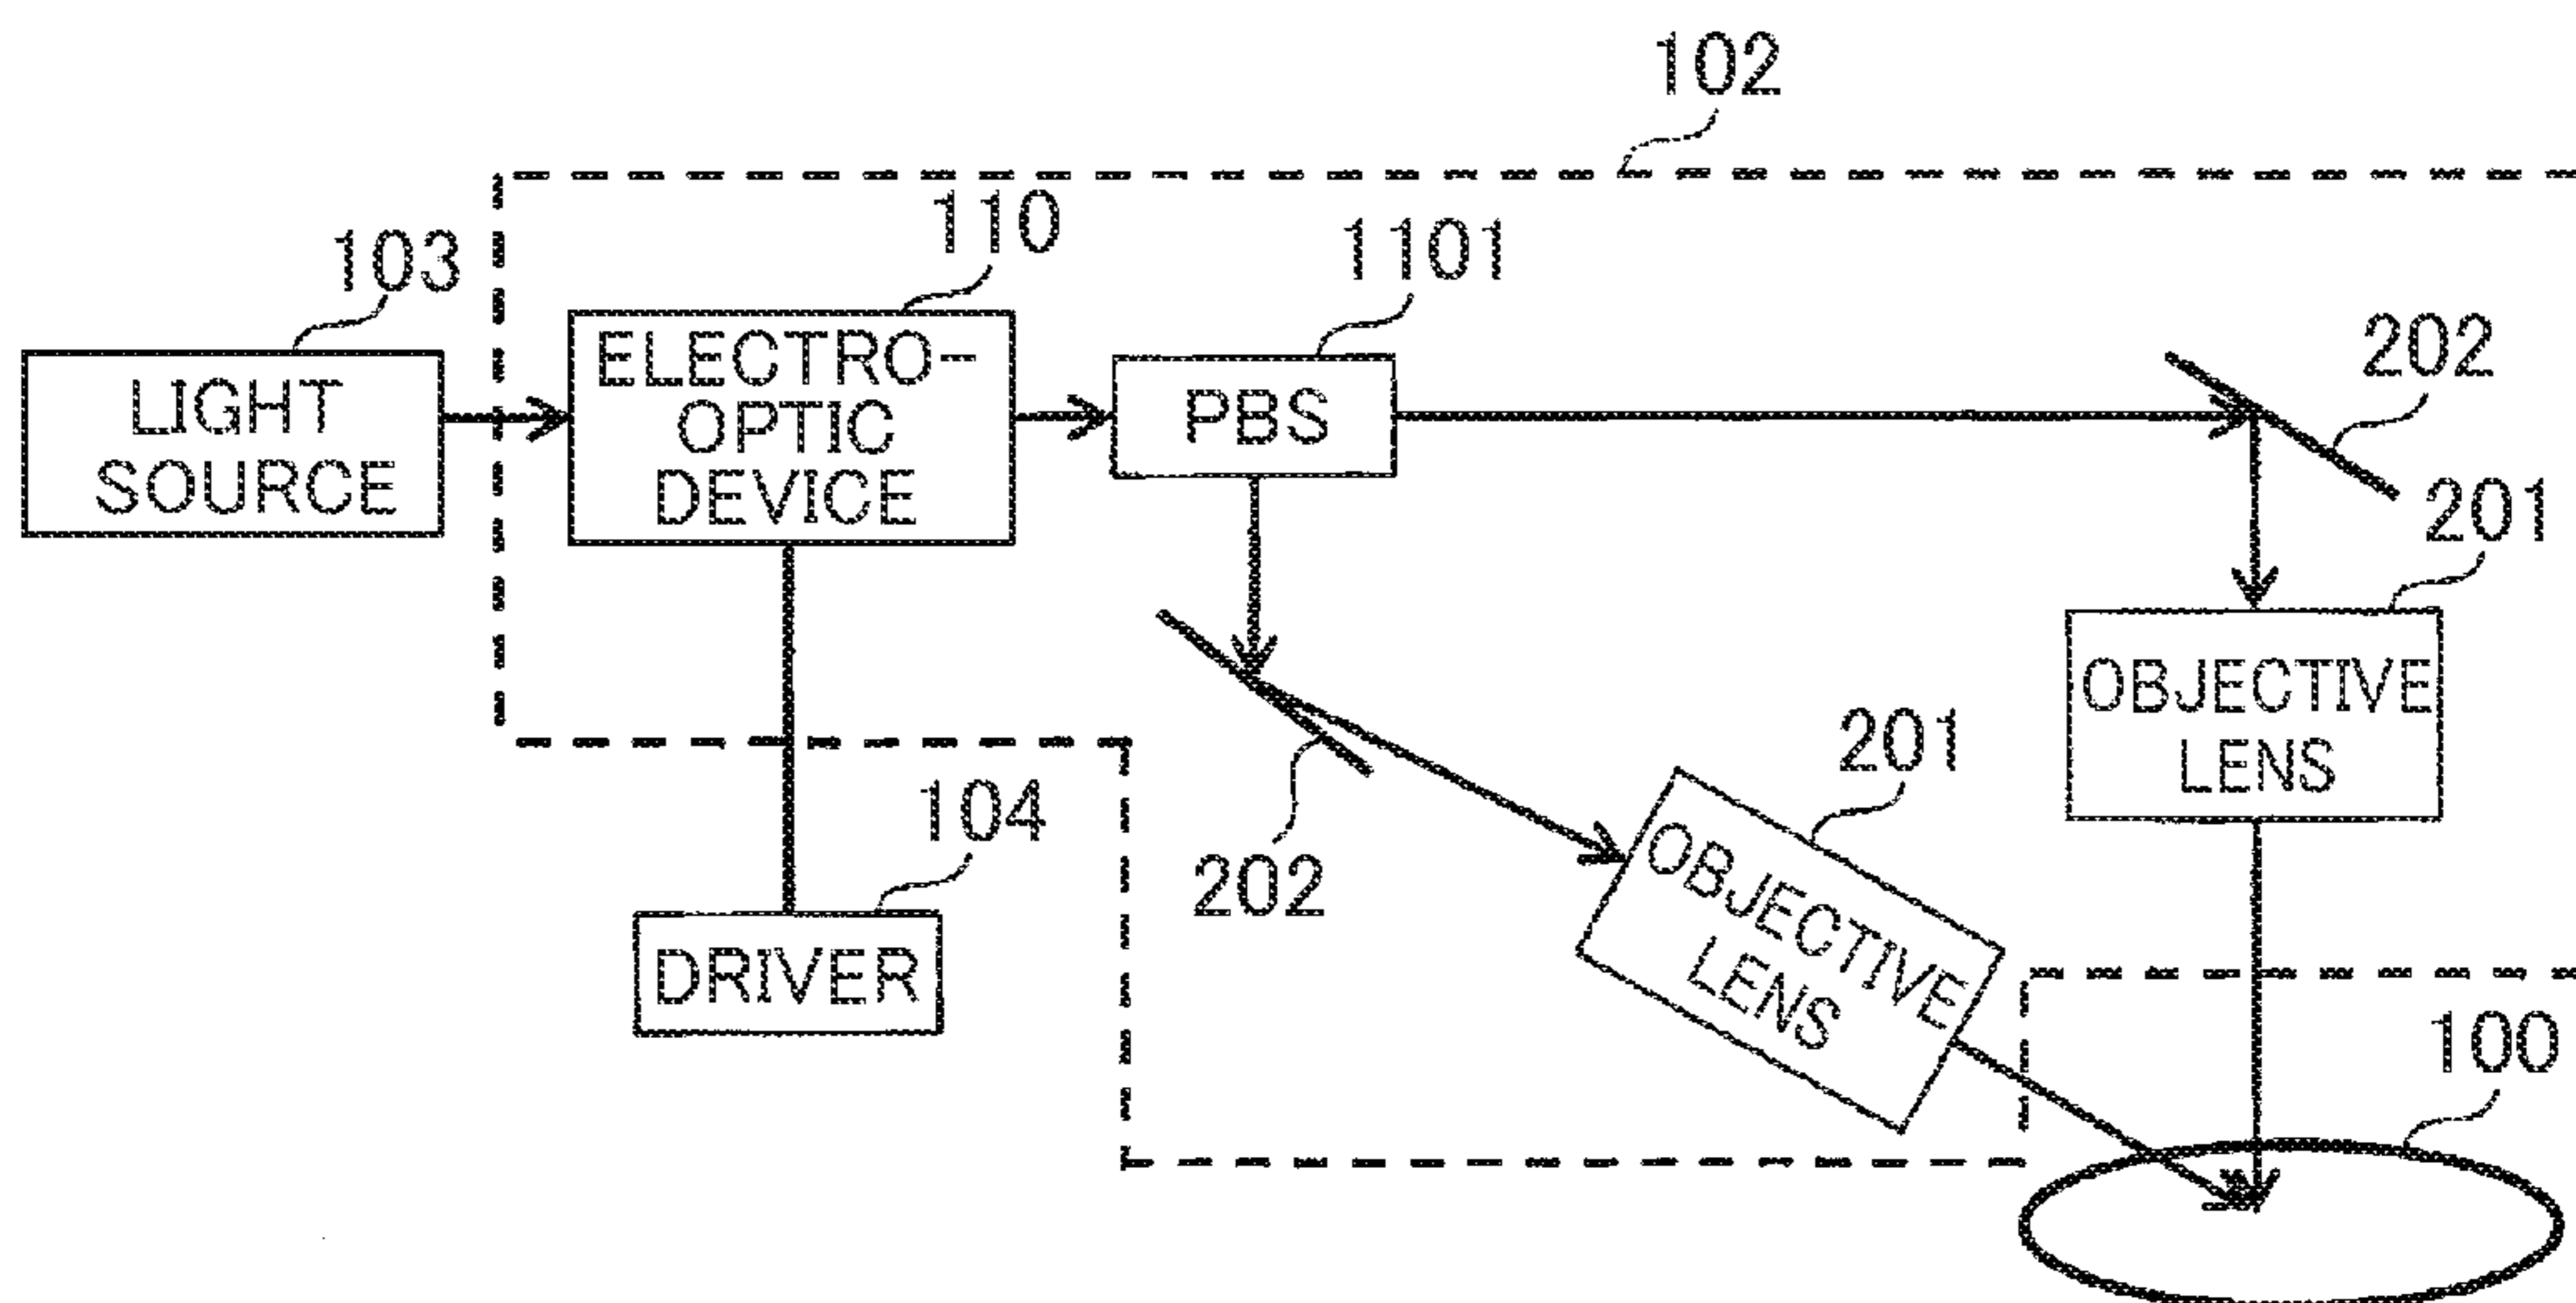 102
110
103
1101
202
LIGHT
SOURCE
ELECTRO-
OPTIC
DEVICE
PBS
201
OBJECTIVE
LENS
201
104
202
OBJECTIVE
LENS
DRIVER
100